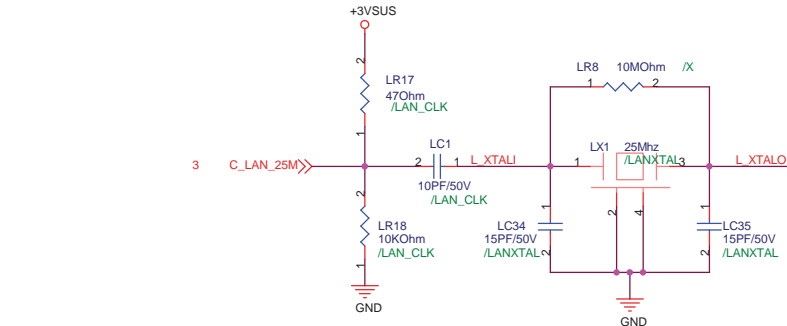 +3VSUS
2
LR17
47Ohm
/LAN_CLK
1
LR8 10MOhm /X
1 2
3 C_LAN_25M
2 LC1 1 L_XTALI
10PF/50V
/LAN_CLK
1 LX1 25Mhz 3 L_XTALO
/LANXTAL
2 4
2
LR18
10KOhm
/LAN_CLK
1
GND
1
LC34
15PF/50V
/LANXTAL
2
1
LC35
15PF/50V
/LANXTAL
2
GND